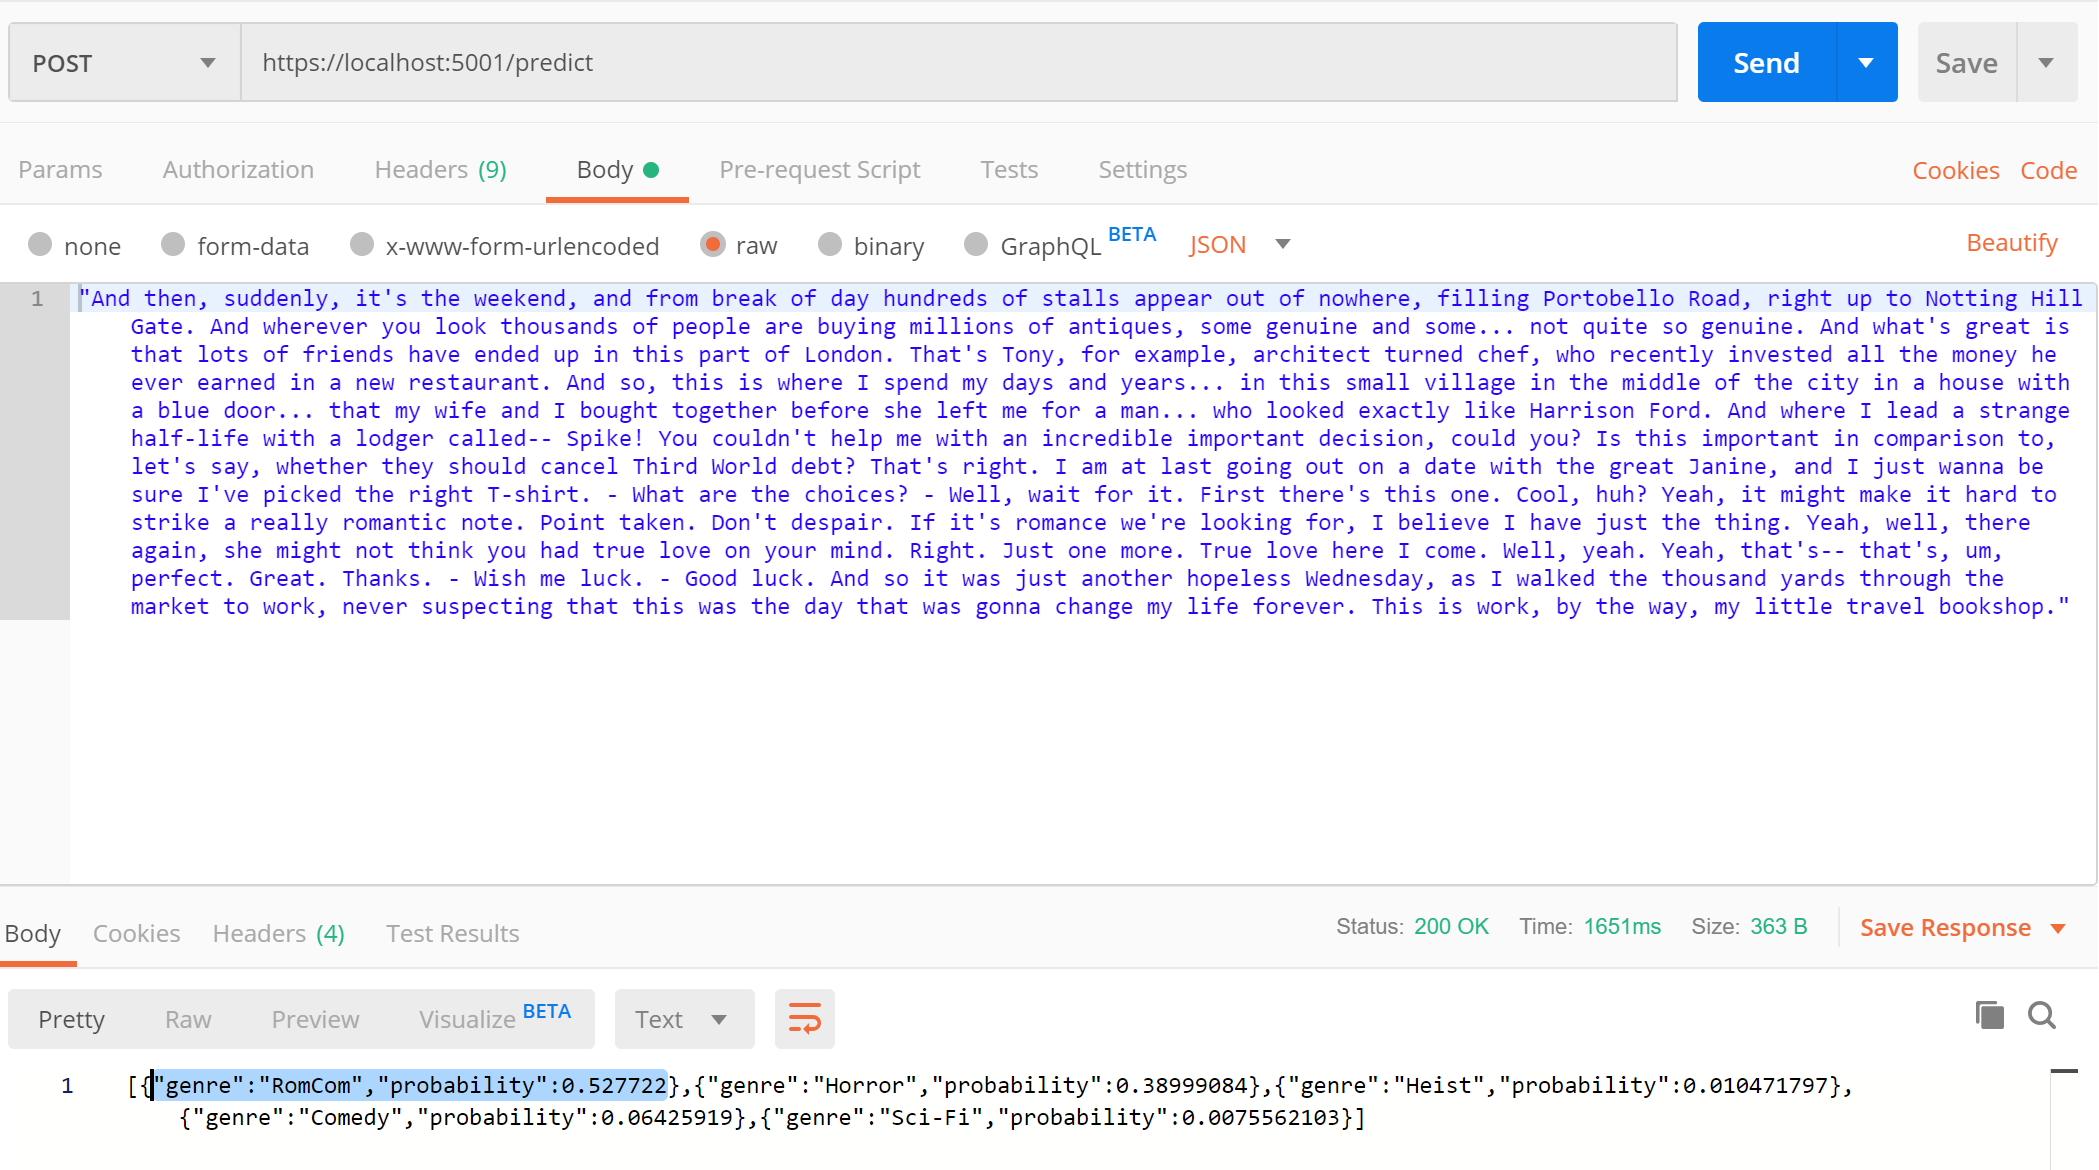 POST https://localhost:5001/predict Send Save
Params Authorization Headers (9) Body Pre-request Script Tests Settings Cookies Code
none form-data x-www-form-urlencoded raw binary GraphQL BETA JSON Beautify
1 "And then, suddenly, it's the weekend, and from break of day hundreds of stalls appear out of nowhere, filling Portobello Road, right up to Notting Hill
Gate. And wherever you look thousands of people are buying millions of antiques, some genuine and some... not quite so genuine. And what's great is
that lots of friends have ended up in this part of London. That's Tony, for example, architect turned chef, who recently invested all the money he
ever earned in a new restaurant. And so, this is where I spend my days and years... in this small village in the middle of the city in a house with
a blue door... that my wife and I bought together before she left me for a man... who looked exactly like Harrison Ford. And where I lead a strange
half-life with a lodger called-- Spike! You couldn't help me with an incredible important decision, could you? Is this important in comparison to,
let's say, whether they should cancel Third World debt? That's right. I am at last going out on a date with the great Janine, and I just wanna be
sure I've picked the right T-shirt. - What are the choices? - Well, wait for it. First there's this one. Cool, huh? Yeah, it might make it hard to
strike a really romantic note. Point taken. Don't despair. If it's romance we're looking for, I believe I have just the thing. Yeah, well, there
again, she might not think you had true love on your mind. Right. Just one more. True love here I come. Well, yeah. Yeah, that's-- that's, um,
perfect. Great. Thanks. - Wish me luck. - Good luck. And so it was just another hopeless Wednesday, as I walked the thousand yards through the
market to work, never suspecting that this was the day that was gonna change my life forever. This is work, by the way, my little travel bookshop."
Body Cookies Headers (4) Test Results Status: 200 OK Time: 1651ms Size: 363 B Save Response
Pretty Raw Preview Visualize BETA Text
1 [{"genre":"RomCom","probability":0.527722},{"genre":"Horror","probability":0.38999084},{"genre":"Heist","probability":0.010471797},
{"genre":"Comedy","probability":0.06425919},{"genre":"Sci-Fi","probability":0.0075562103}]